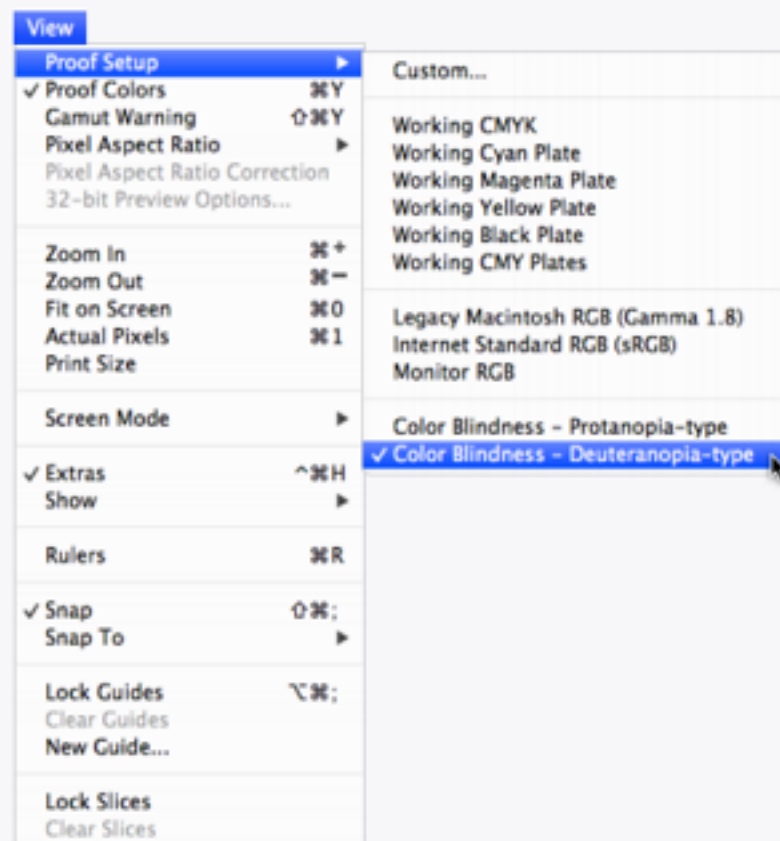 View
Proof Setup ▶
✓ Proof Colors ⌘Y
Gamut Warning ⇧⌘Y
Pixel Aspect Ratio ▶
Pixel Aspect Ratio Correction
32-bit Preview Options...
Zoom In ⌘+
Zoom Out ⌘−
Fit on Screen ⌘0
Actual Pixels ⌘1
Print Size
Screen Mode ▶
✓ Extras ^⌘H
Show ▶
Rulers ⌘R
✓ Snap ⇧⌘;
Snap To ▶
Lock Guides ⌥⌘;
Clear Guides
New Guide...
Lock Slices
Clear Slices
Custom...
Working CMYK
Working Cyan Plate
Working Magenta Plate
Working Yellow Plate
Working Black Plate
Working CMY Plates
Legacy Macintosh RGB (Gamma 1.8)
Internet Standard RGB (sRGB)
Monitor RGB
Color Blindness – Protanopia-type
✓ Color Blindness – Deuteranopia-type